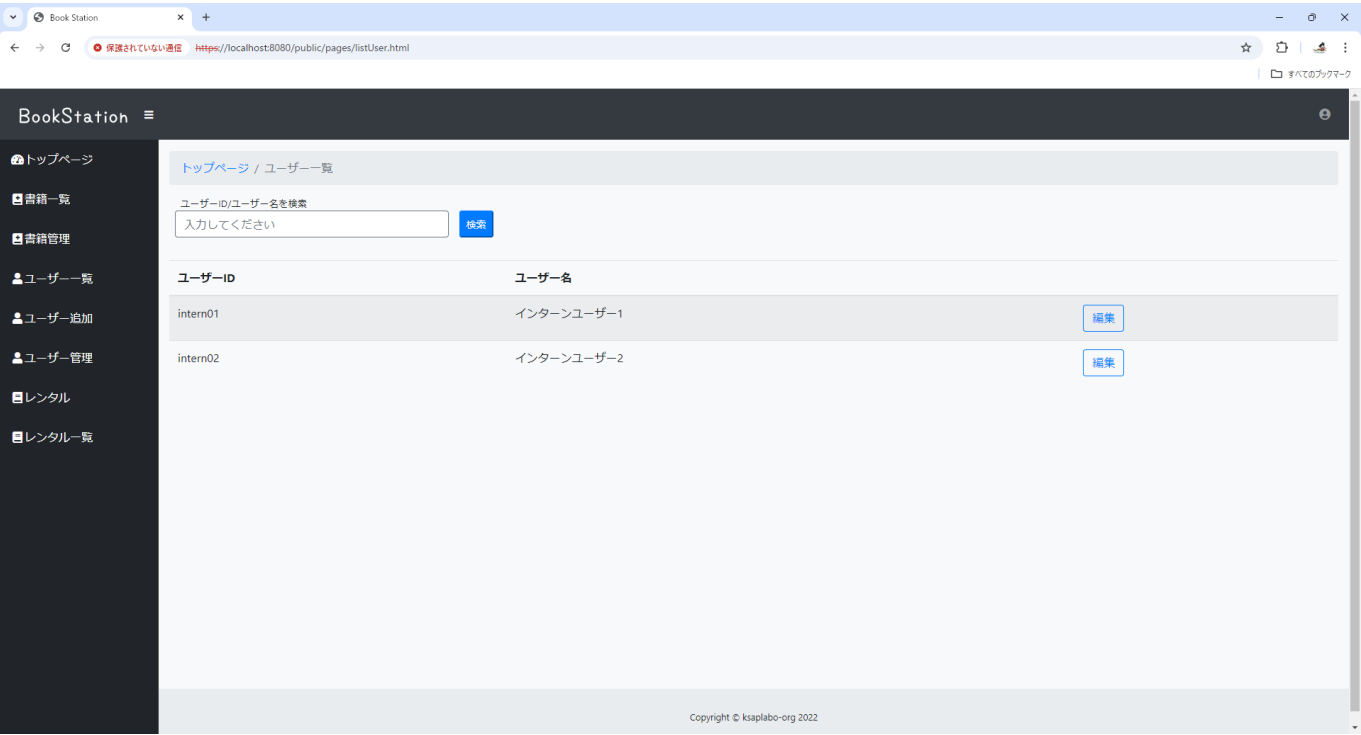 Book Station
保護されていない通信 https://localhost:8080/public/pages/listUser.html
すべてのブックマーク
BookStation
トップページ
書籍一覧
書籍管理
ユーザー一覧
ユーザー追加
ユーザー管理
レンタル
レンタル一覧
トップページ / ユーザー一覧
ユーザーID/ユーザー名を検索
入力してください 検索
ユーザーID ユーザー名
intern01 インターンユーザー1 編集
intern02 インターンユーザー2 編集
Copyright © ksaplabo-org 2022